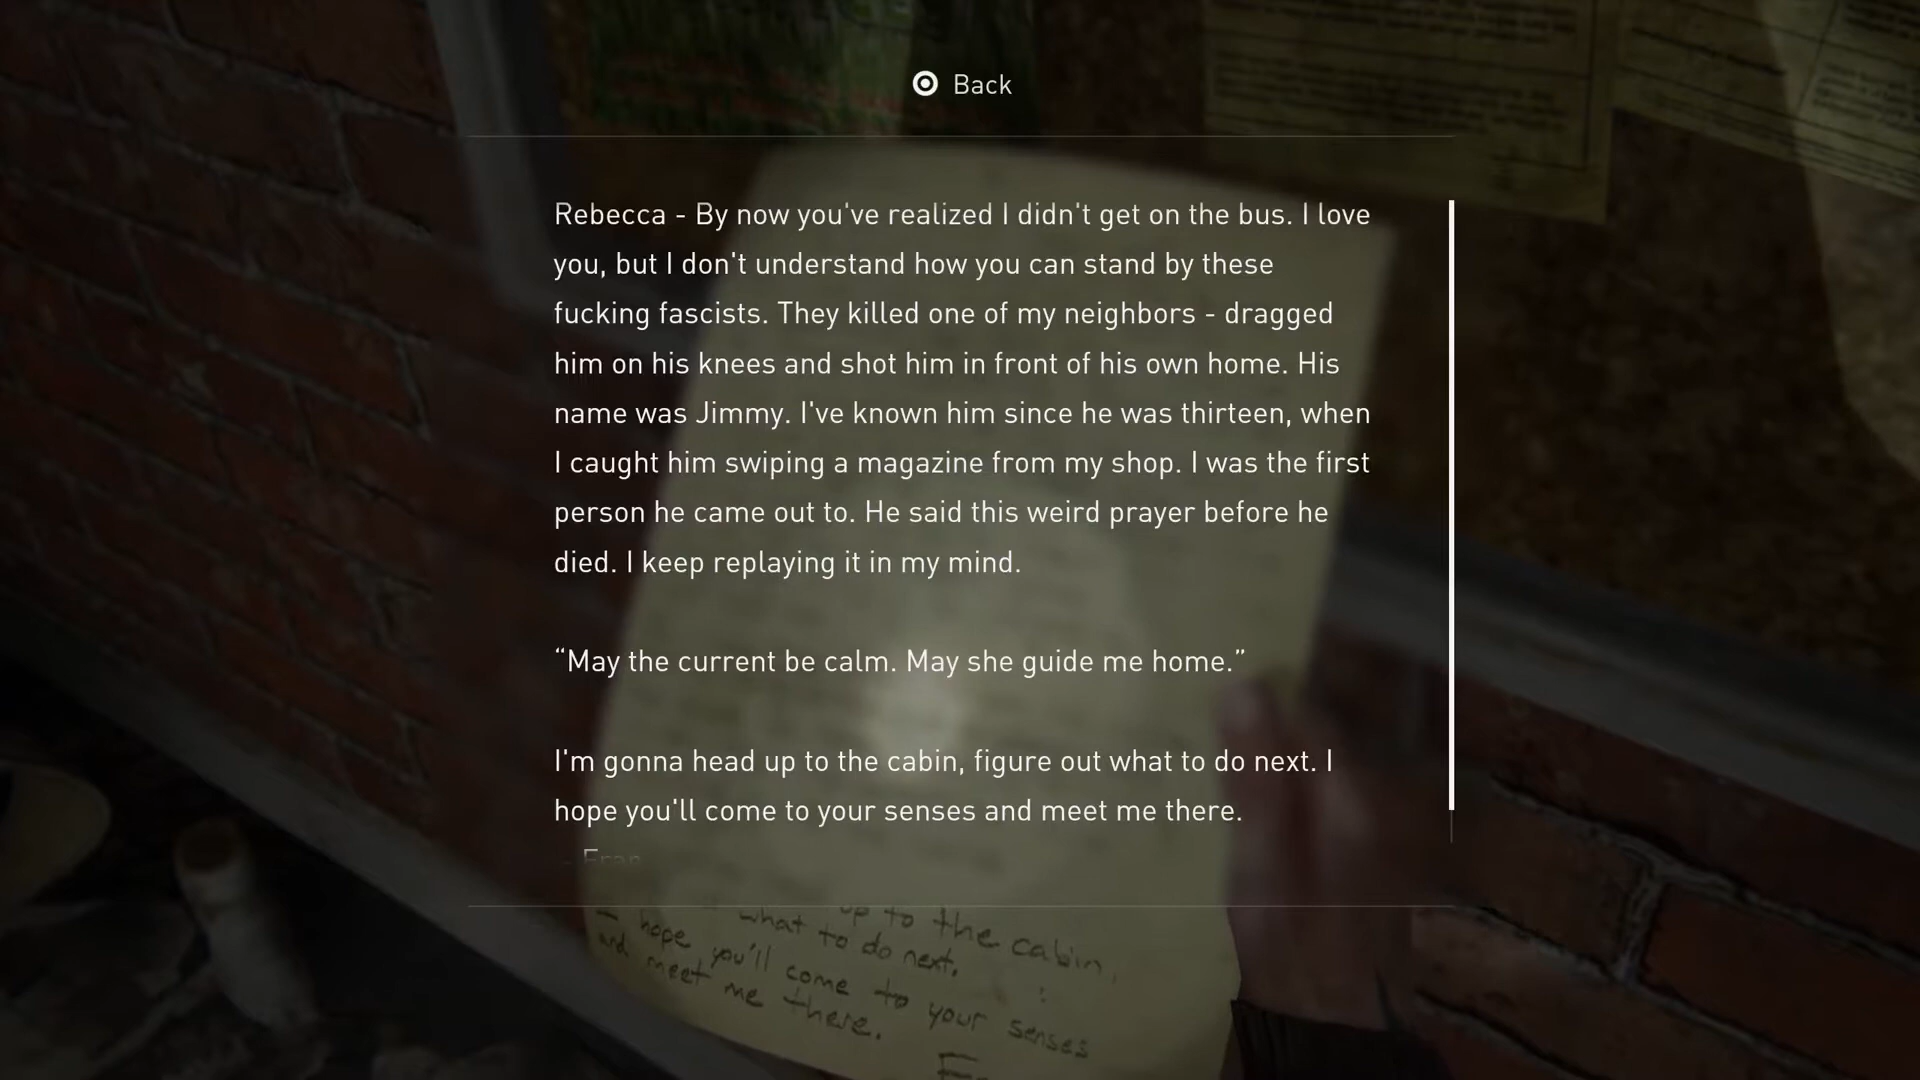 Back
Rebecca - By now you've realized I didn't get on the bus. I love
you, but I don't understand how you can stand by these
fucking fascists. They killed one of my neighbors - dragged
him on his knees and shot him in front of his own home. His
name was Jimmy. I've known him since he was thirteen, when
I caught him swiping a magazine from my shop. I was the first
person he came out to. He said this weird prayer before he
died. I keep replaying it in my mind.
“May the current be calm. May she guide me home.”
I'm gonna head up to the cabin, figure out what to do next. I
hope you'll come to your senses and meet me there.
- Fran
up to the cabin,
what to do next.
I hope you'll come to your senses
and meet me there.